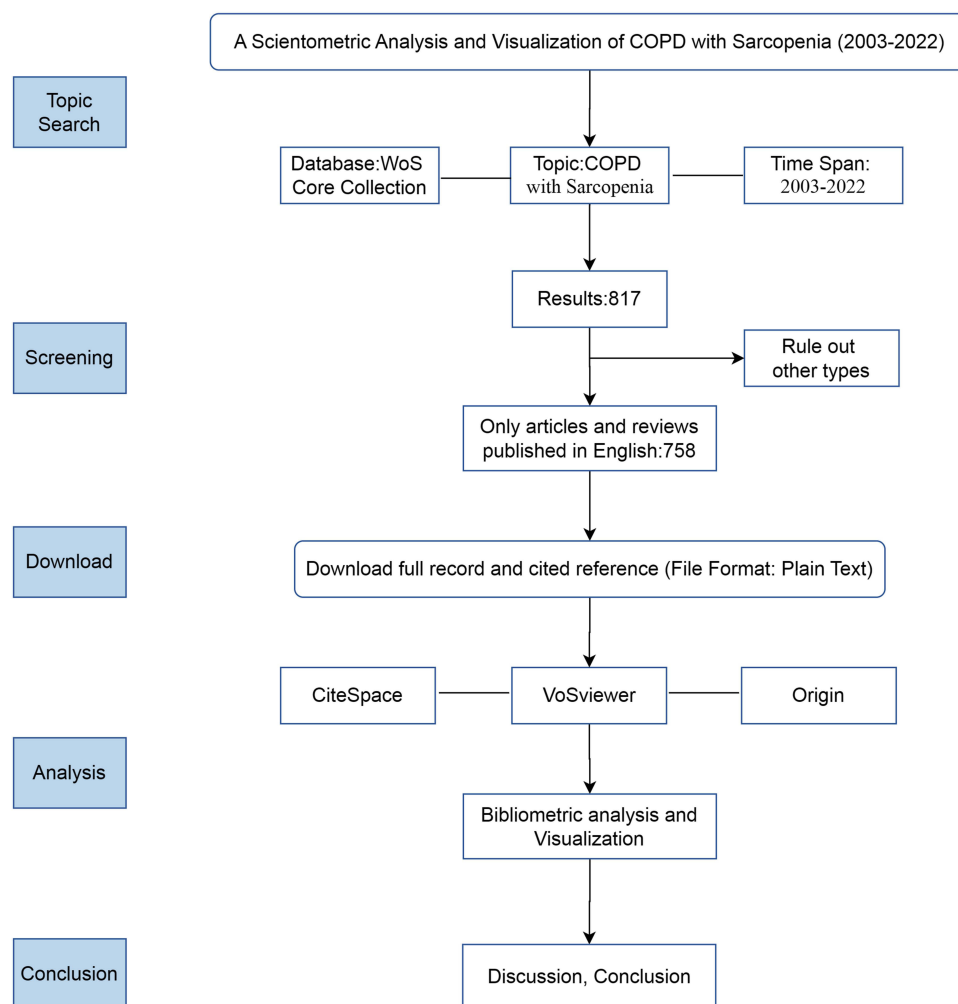 A Scientometric Analysis and Visualization of COPD with Sarcopenia (2003-2022)
Topic
Search
Database:WoS
Core Collection
Topic:COPD
with Sarcopenia
Time Span:
2003-2022
Results:817
Screening
Rule out
other types
Only articles and reviews
published in English:758
Download
Download full record and cited reference (File Format: Plain Text)
CiteSpace
VoSviewer
Origin
Analysis
Bibliometric analysis and
Visualization
Conclusion
Discussion, Conclusion